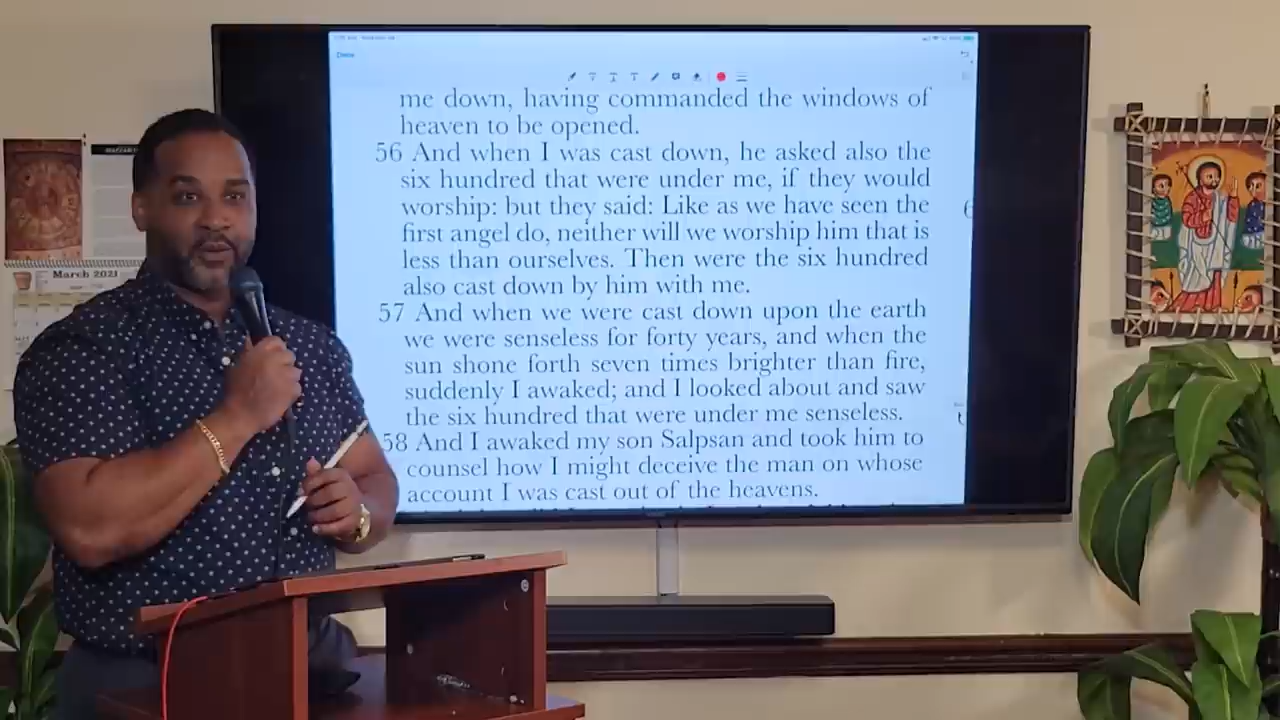 Done
me down, having commanded the windows of
heaven to be opened.
56 And when I was cast down, he asked also the
six hundred that were under me, if they would
worship: but they said: Like as we have seen the
first angel do, neither will we worship him that is
less than ourselves. Then were the six hundred
also cast down by him with me.
57 And when we were cast down upon the earth
we were senseless for forty years, and when the
sun shone forth seven times brighter than fire,
suddenly I awaked; and I looked about and saw
the six hundred that were under me senseless.
58 And I awaked my son Salpsan and took him to
counsel how I might deceive the man on whose
account I was cast out of the heavens.
March 2021